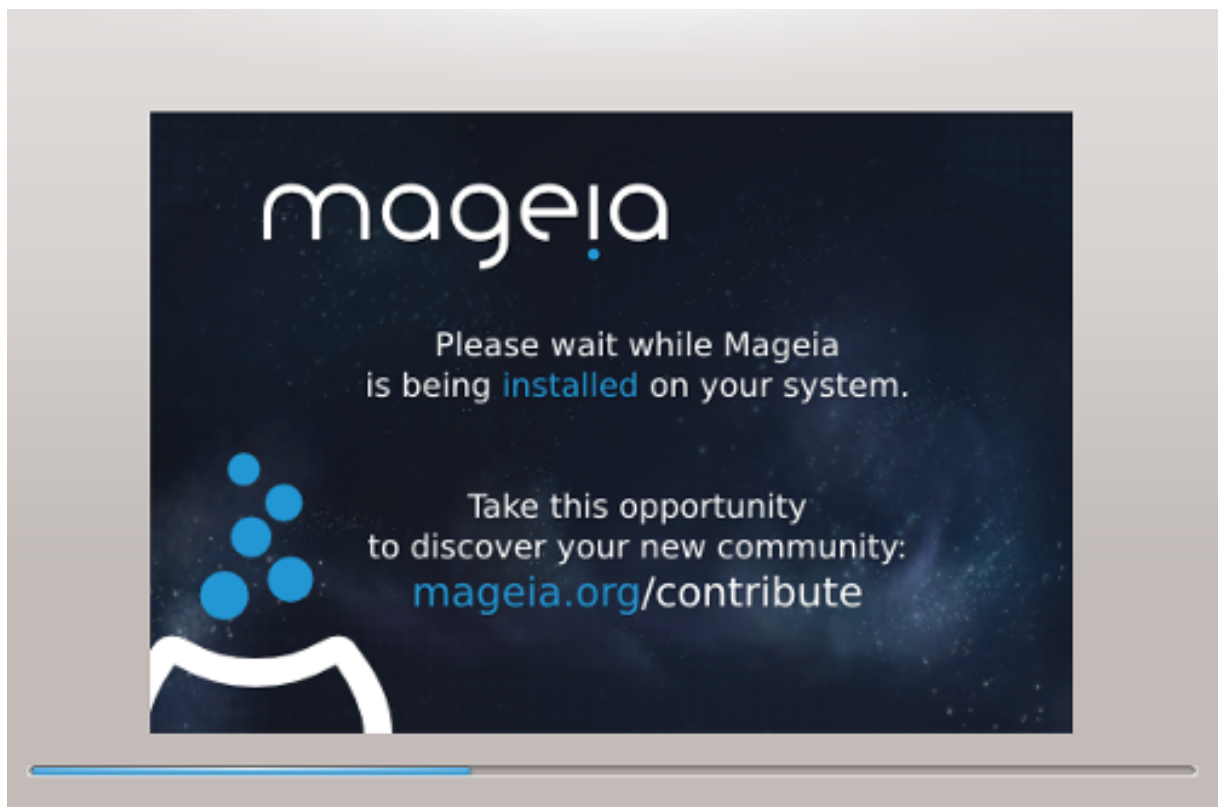 mageia
Please wait while Mageia
is being installed on your system.
Take this opportunity
to discover your new community:
mageia.org/contribute